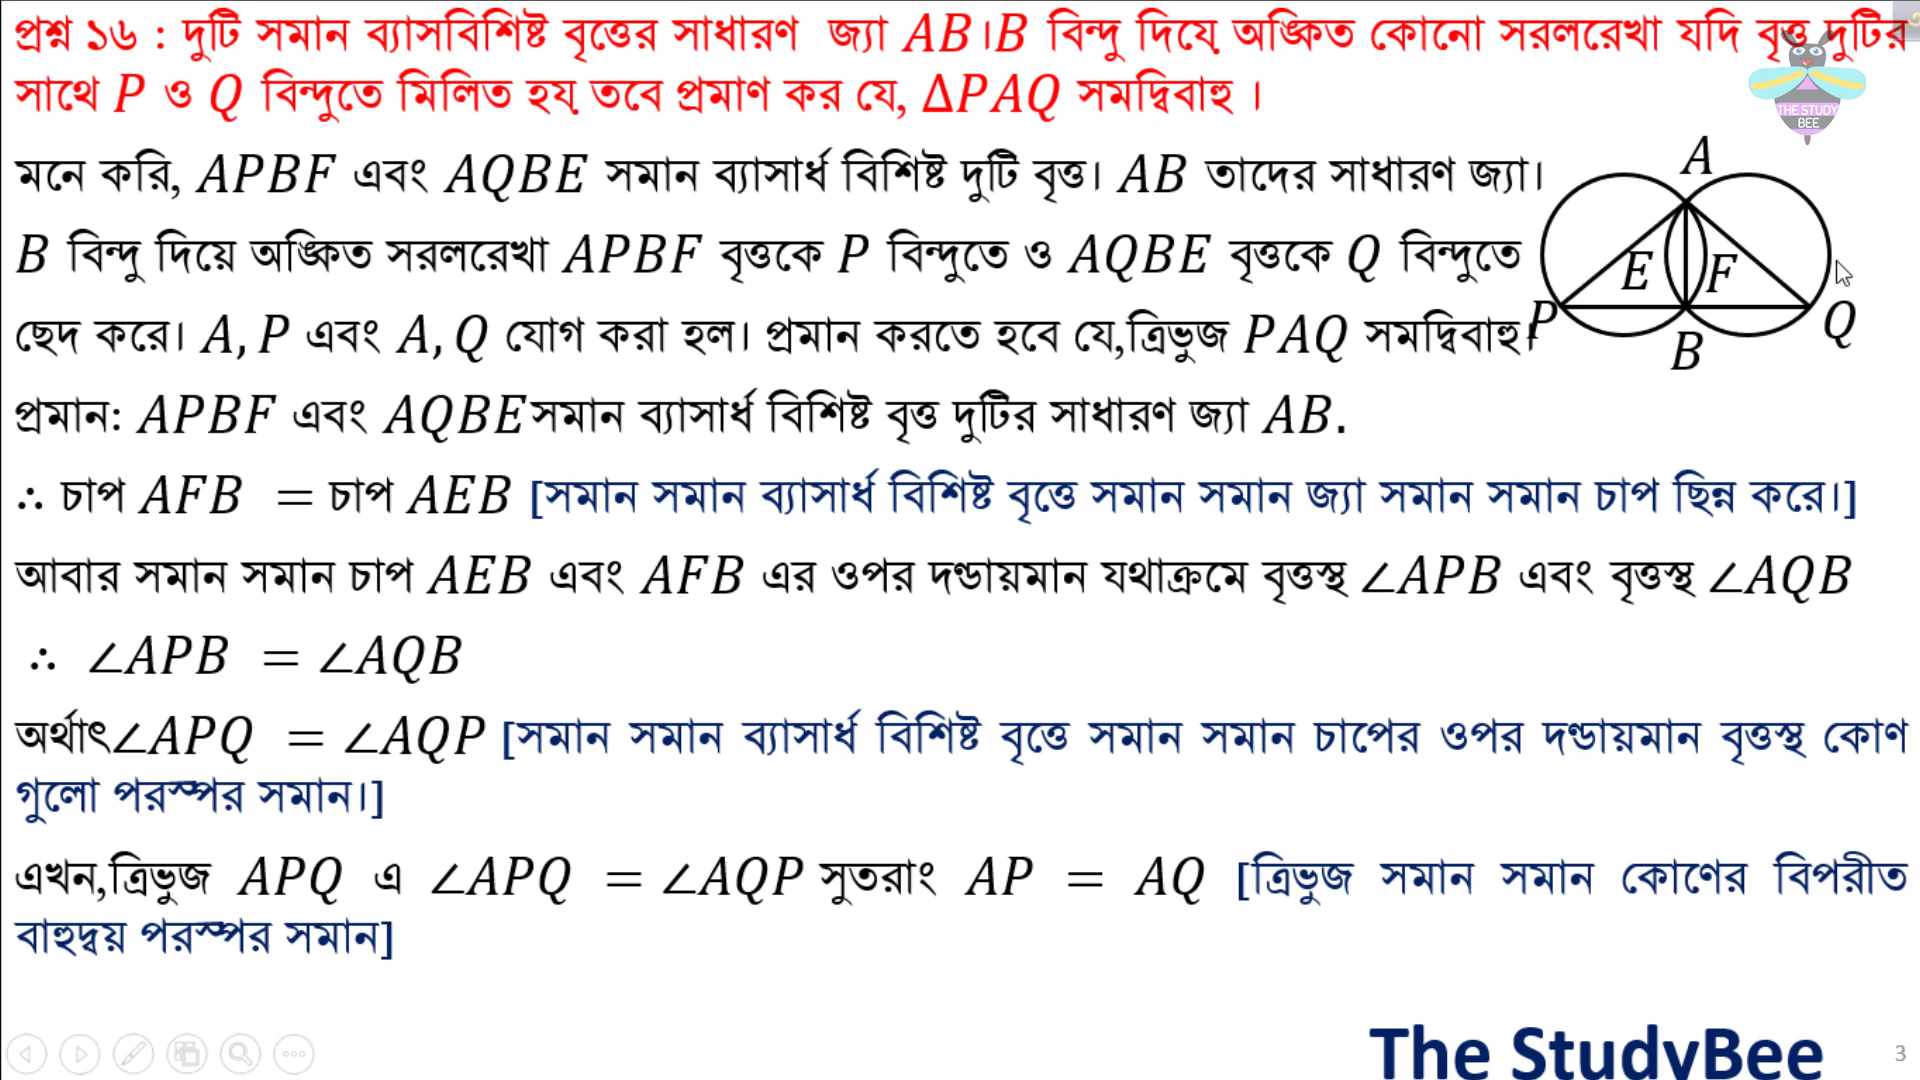 প্রশ্ন ১৬ : দুটি সমান ব্যাসবিশিষ্ট বৃত্তের সাধারণ জ্যা AB।B বিন্দু দিয়ে অঙ্কিত কোনো সরলরেখা যদি বৃত্ত দুটির
সাথে P ও Q বিন্দুতে মিলিত হয় তবে প্রমাণ কর যে, ΔPAQ সমদ্বিবাহু ।
THE STUDY
BEE
মনে করি, APBF এবং AQBE সমান ব্যাসার্ধ বিশিষ্ট দুটি বৃত্ত। AB তাদের সাধারণ জ্যা।
B বিন্দু দিয়ে অঙ্কিত সরলরেখা APBF বৃত্তকে P বিন্দুতে ও AQBE বৃত্তকে Q বিন্দুতে
ছেদ করে। A, P এবং A, Q যোগ করা হল। প্রমান করতে হবে যে,ত্রিভুজ PAQ সমদ্বিবাহু।
A
E F
P Q
B
প্রমান: APBF এবং AQBEসমান ব্যাসার্ধ বিশিষ্ট বৃত্ত দুটির সাধারণ জ্যা AB.
∴ চাপ AFB = চাপ AEB [সমান সমান ব্যাসার্ধ বিশিষ্ট বৃত্তে সমান সমান জ্যা সমান সমান চাপ ছিন্ন করে।]
আবার সমান সমান চাপ AEB এবং AFB এর ওপর দণ্ডায়মান যথাক্রমে বৃত্তস্থ ∠APB এবং বৃত্তস্থ ∠AQB
∴ ∠APB = ∠AQB
অর্থাৎ∠APQ = ∠AQP [সমান সমান ব্যাসার্ধ বিশিষ্ট বৃত্তে সমান সমান চাপের ওপর দণ্ডায়মান বৃত্তস্থ কোণ
গুলো পরস্পর সমান।]
এখন,ত্রিভুজ APQ এ ∠APQ = ∠AQP সুতরাং AP = AQ [ত্রিভুজ সমান সমান কোণের বিপরীত
বাহুদ্বয় পরস্পর সমান]
The StudyBee
3